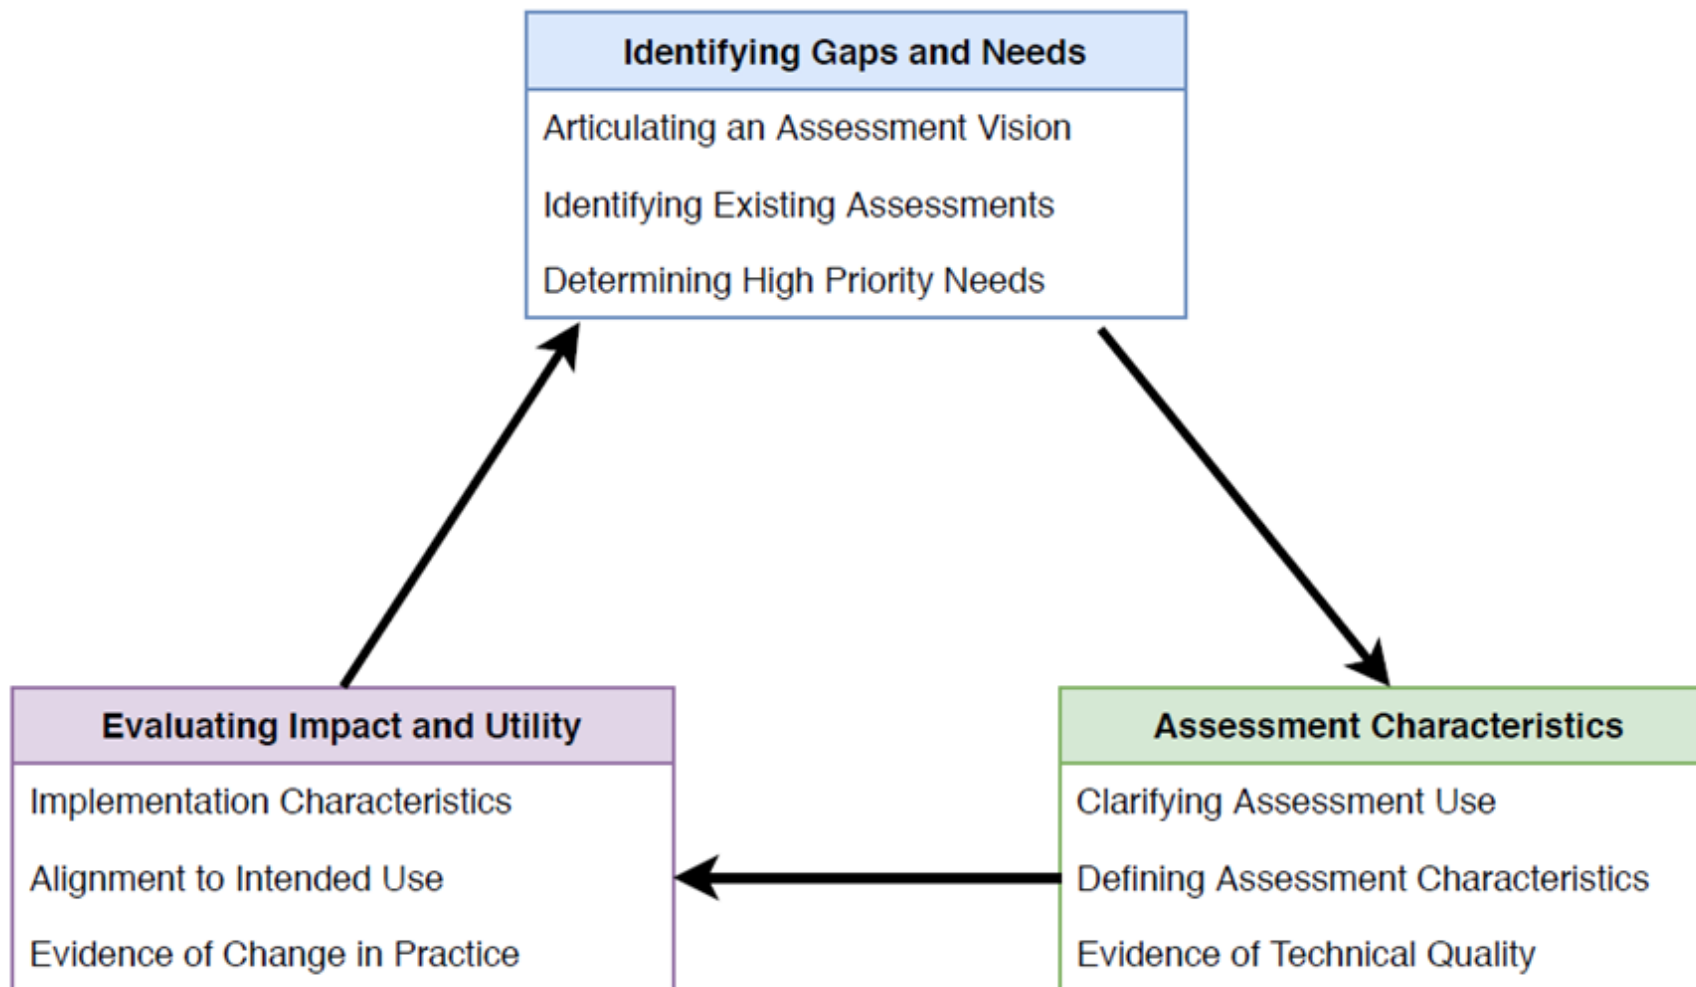 Identifying Gaps and Needs
Articulating an Assessment Vision
Identifying Existing Assessments
Determining High Priority Needs
Evaluating Impact and Utility
Implementation Characteristics
Alignment to Intended Use
Evidence of Change in Practice
Assessment Characteristics
Clarifying Assessment Use
Defining Assessment Characteristics
Evidence of Technical Quality